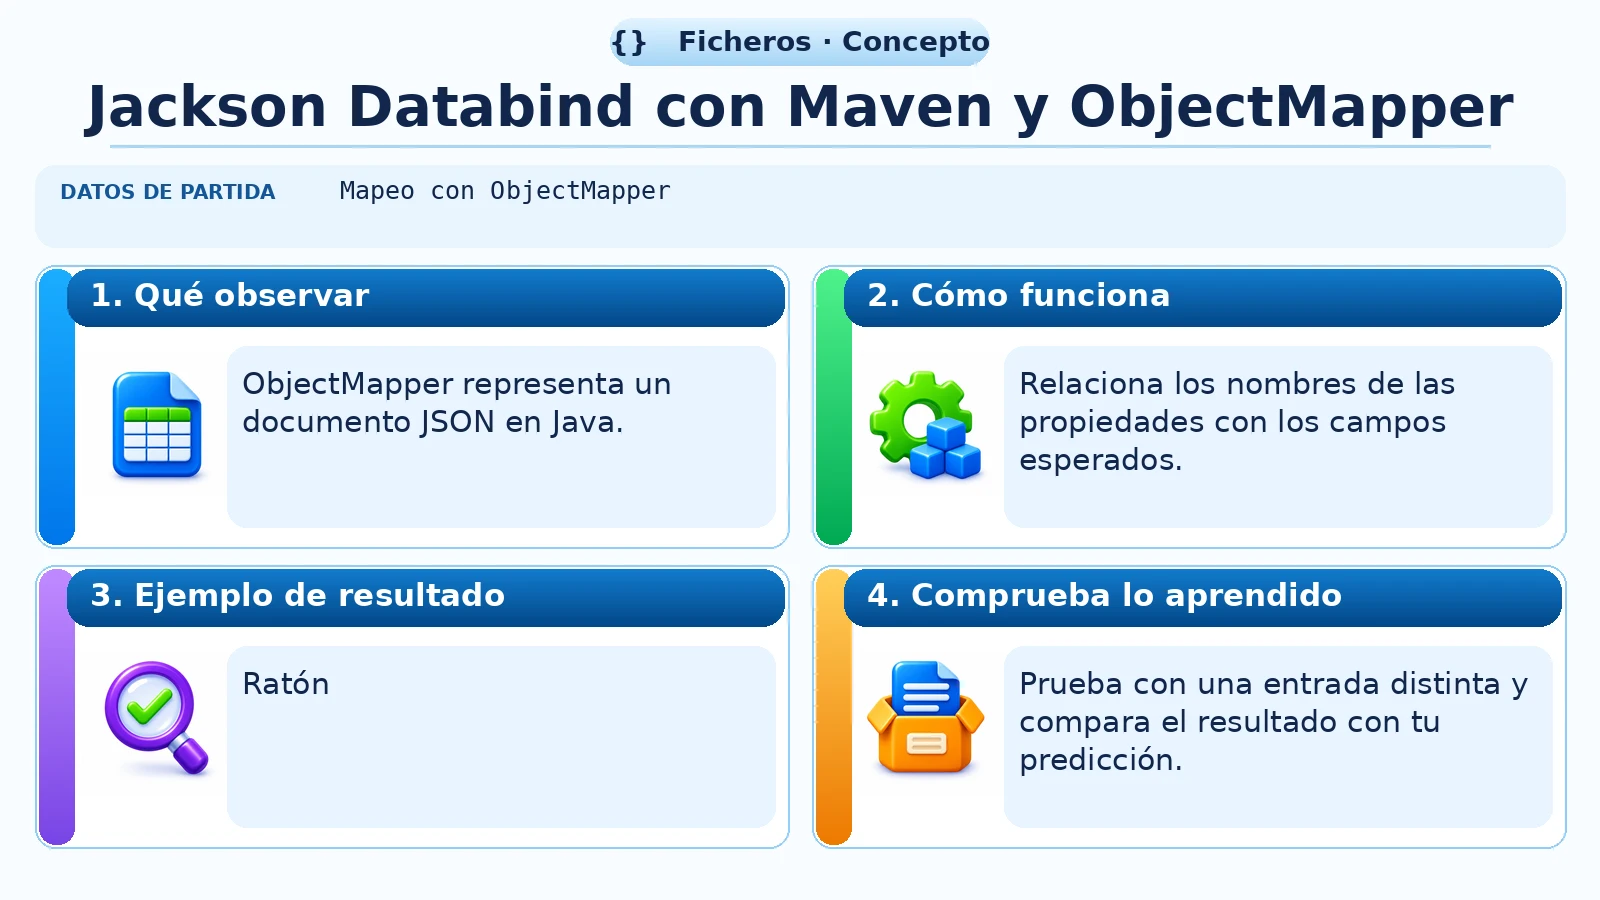 {} Ficheros · Concepto
Jackson Databind con Maven y ObjectMapper
DATOS DE PARTIDA Mapeo con ObjectMapper
1. Qué observar
ObjectMapper representa un
documento JSON en Java.
2. Cómo funciona
Relaciona los nombres de las
propiedades con los campos
esperados.
3. Ejemplo de resultado
Ratón
4. Comprueba lo aprendido
Prueba con una entrada distinta y
compara el resultado con tu
predicción.